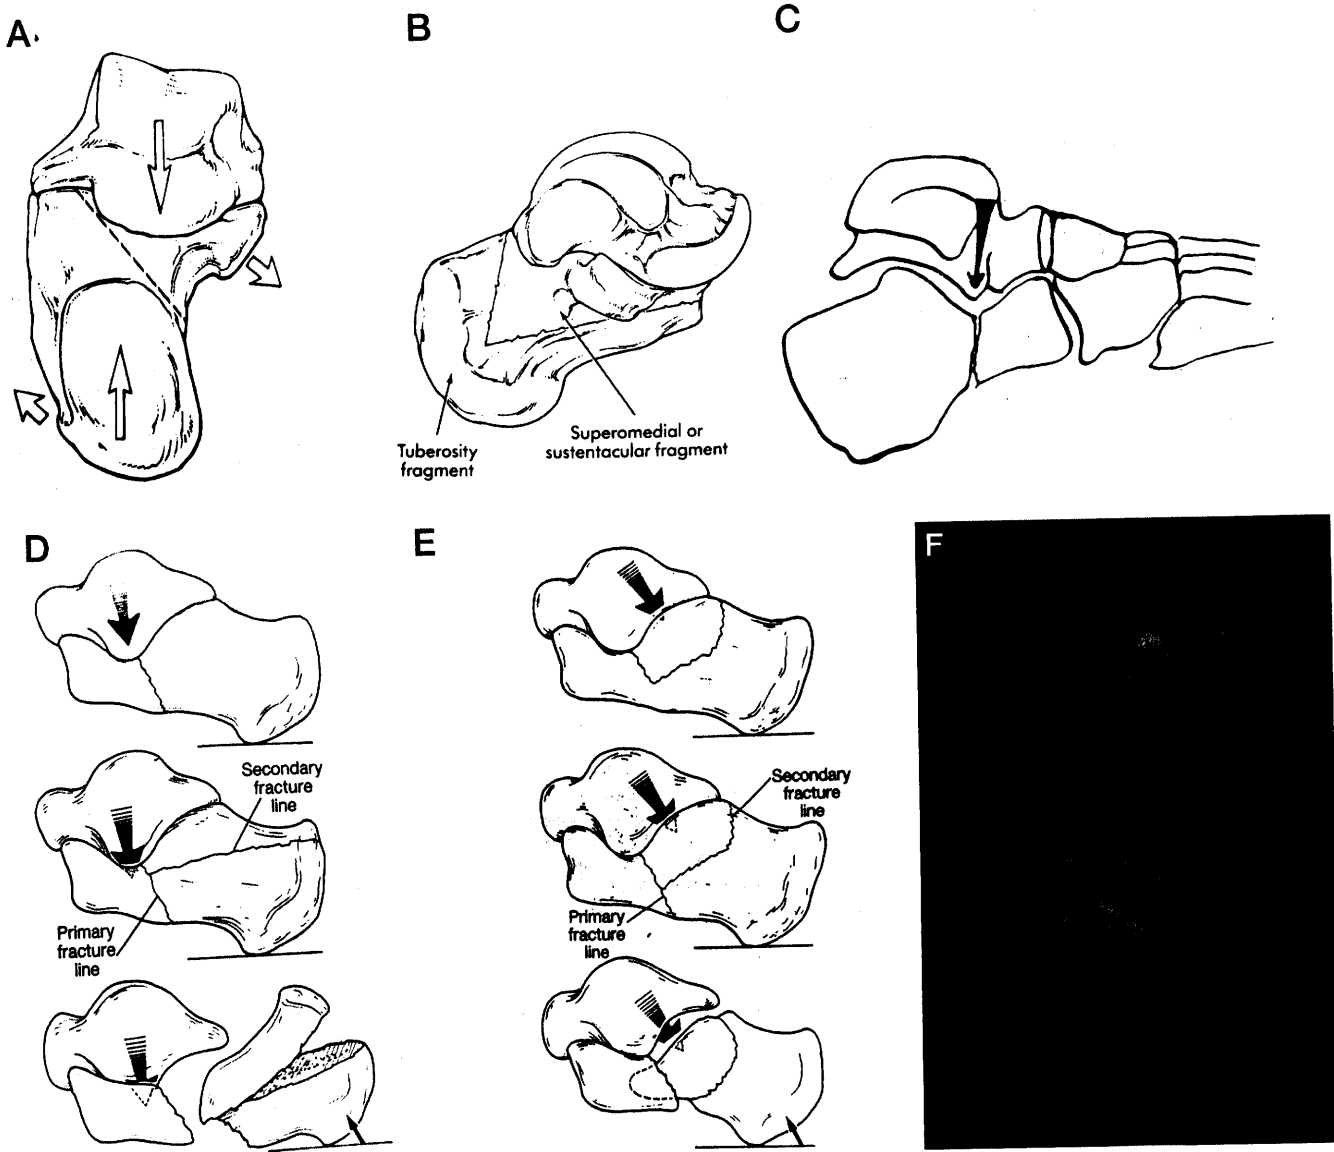 A.
B
C
Tuberosity
fragment
Superomedial or
sustentacular fragment
D
E
F
Secondary
fracture
line
Primary
fracture
line
Secondary
fracture
line
Primary
fracture
line